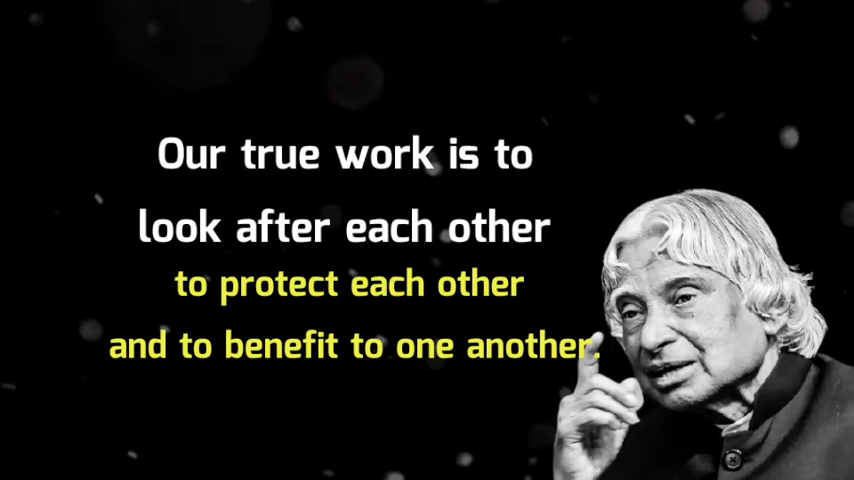 Our true work is to
look after each other
to protect each other
and to benefit to one another.